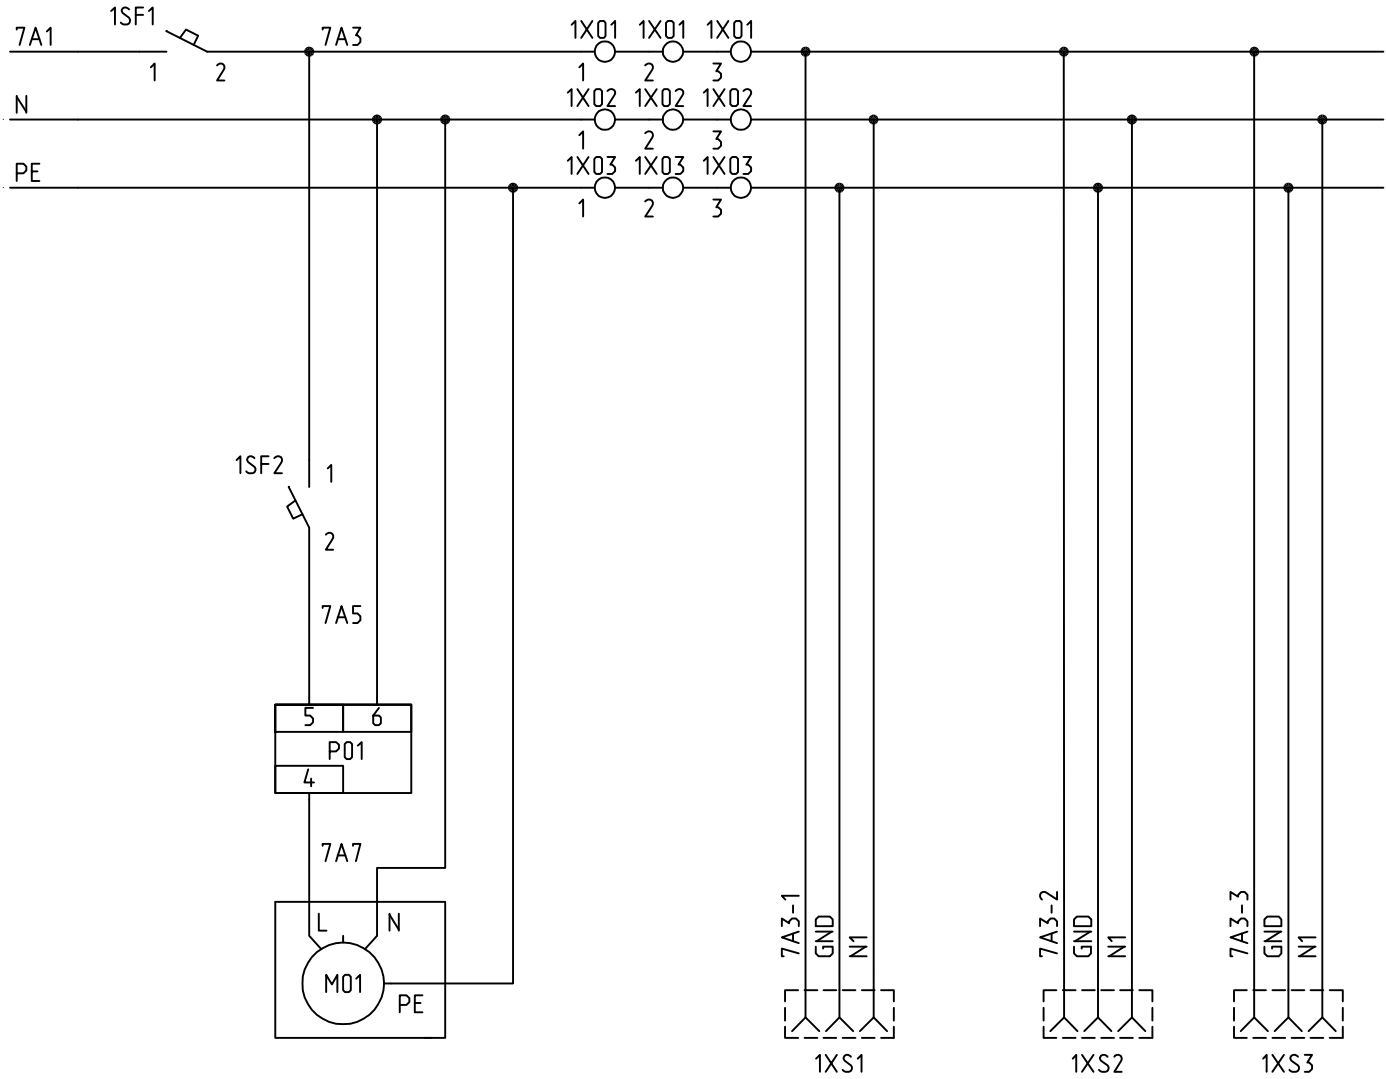 1SF1
7A1 7A3 1X01 1X01 1X01
1 2 1 2 3
N 1X02 1X02 1X02
1 2 3
PE 1X03 1X03 1X03
1 2 3
1SF2 1
2
7A5
5 6
P01
4
7A7
L N
7A3-1 GND N1 7A3-2 GND N1 7A3-3 GND N1
M01
PE
1XS1 1XS2 1XS3